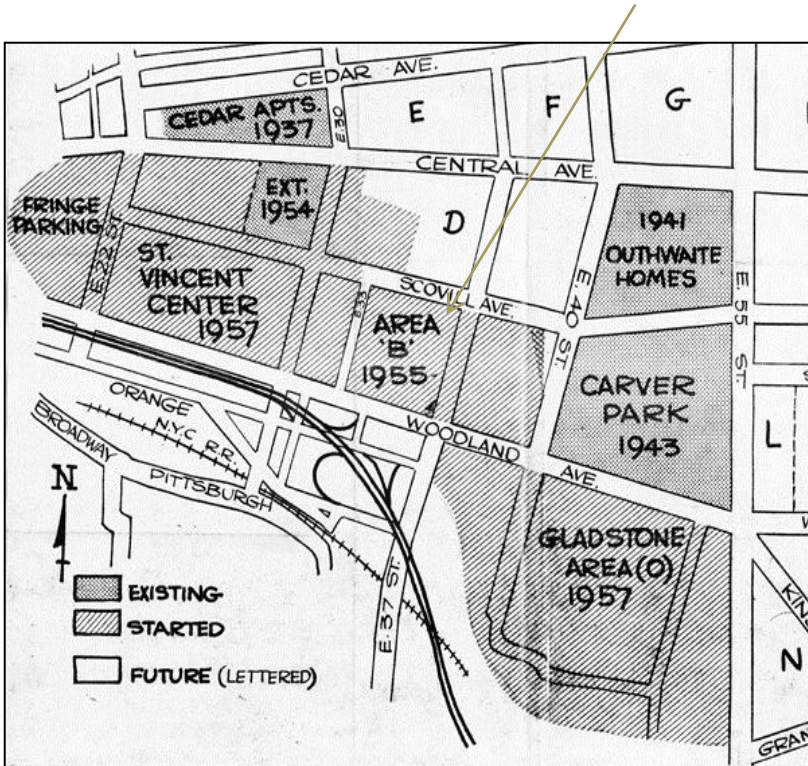 CEDAR AVE.
CEDAR APTS.
1937
E. 30
E
F
G
CENTRAL AVE.
FRINGE
PARKING
E. 22 ST.
EXT.
1954
D
1941
OUTHWAITE
HOMES
ST.
VINCENT
CENTER
1957
SCOVILL AVE.
E. 33
AREA
'B'
1955
E. 40
ST.
E. 55
ST.
CARVER
PARK
1943
ORANGE
N.Y.C. R.R.
BROADWAY
PITTSBURGH
WOODLAND
AVE.
L
W
N
GLADSTONE
AREA (O)
1957
E. 37 ST.
EXISTING
STARTED
FUTURE (LETTERED)
N